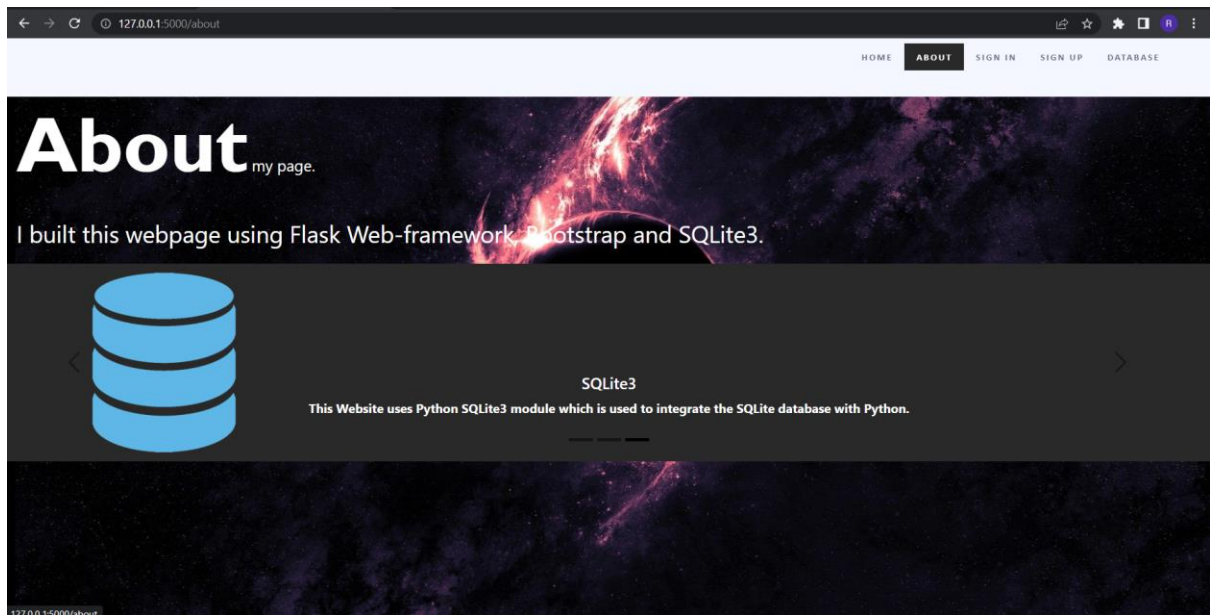 127.0.0.1:5000/about
R
HOME ABOUT SIGN IN SIGN UP DATABASE
About my page.
I built this webpage using Flask Web-framework, Bootstrap and SQLite3.
SQLite3
This Website uses Python SQLite3 module which is used to integrate the SQLite database with Python.
127.0.0.1:5000/about